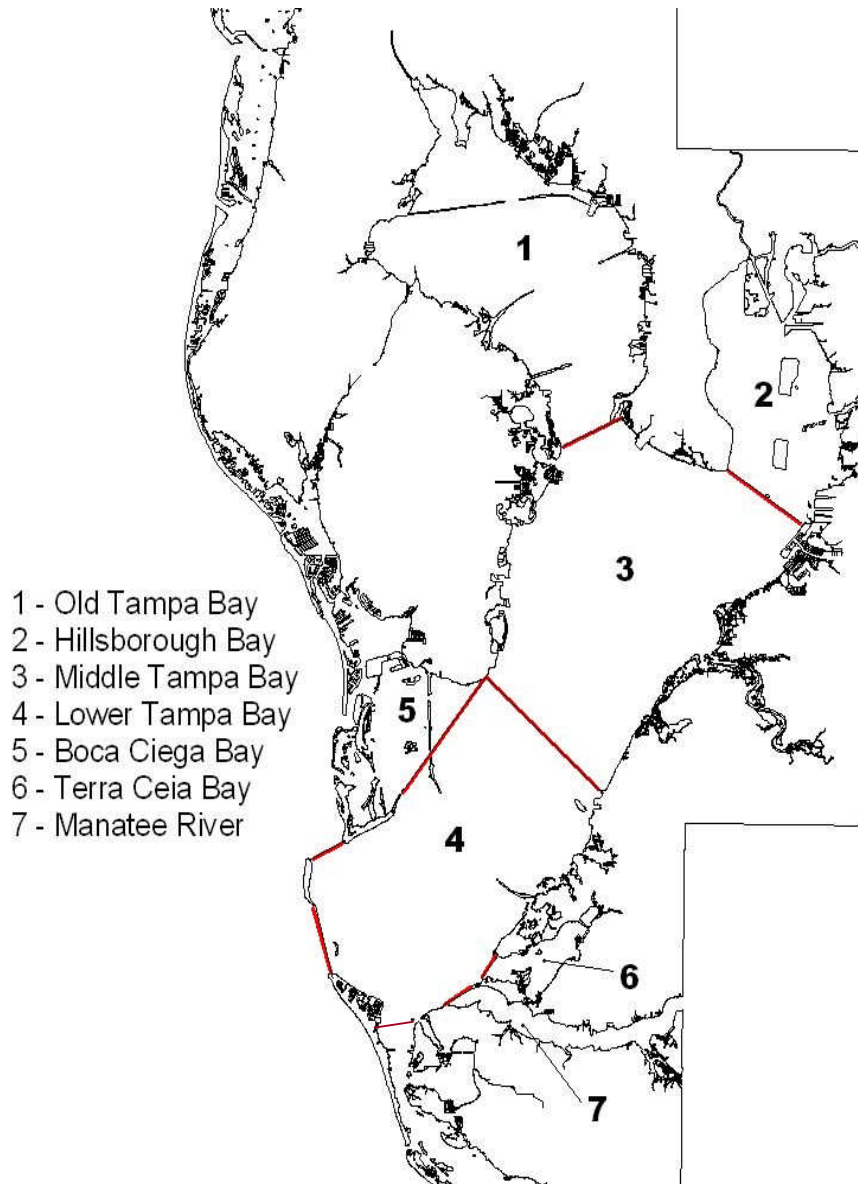 1
2
3
1 - Old Tampa Bay
2 - Hillsborough Bay
3 - Middle Tampa Bay
4 - Lower Tampa Bay
5 - Boca Ciega Bay
6 - Terra Ceia Bay
7 - Manatee River
5
4
6
7